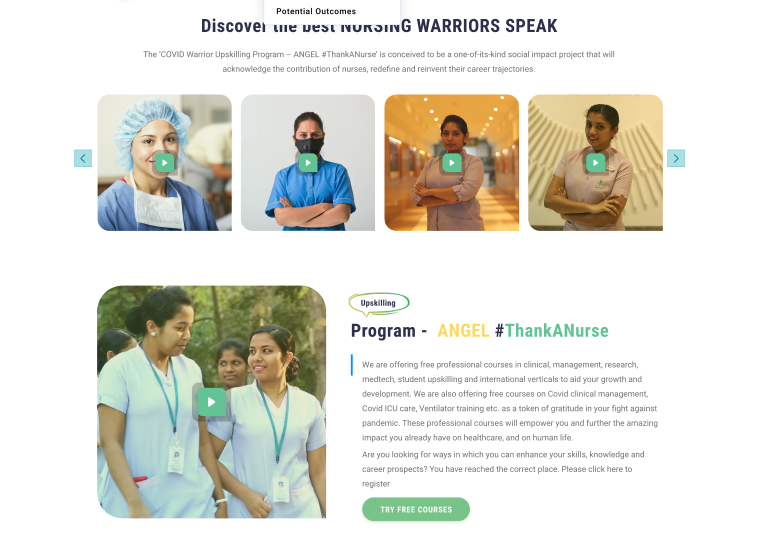 Potential Outcomes
Discover the best NURSING WARRIORS SPEAK
The 'COVID Warrior Upskilling Program – ANGEL #ThankANurse' is conceived to be a one-of-its-kind social impact project that will
acknowledge the contribution of nurses, redefine and reinvent their career trajectories.
Upskilling
Program - ANGEL #ThankANurse
We are offering free professional courses in clinical, management, research,
medtech, student upskilling and international verticals to aid your growth and
development. We are also offering free courses on Covid clinical management,
Covid ICU care, Ventilator training etc. as a token of gratitude in your fight against
pandemic. These professional courses will empower you and further the amazing
impact you already have on healthcare, and on human life.
Are you looking for ways in which you can enhance your skills, knowledge and
career prospects? You have reached the correct place. Please click here to
register
TRY FREE COURSES